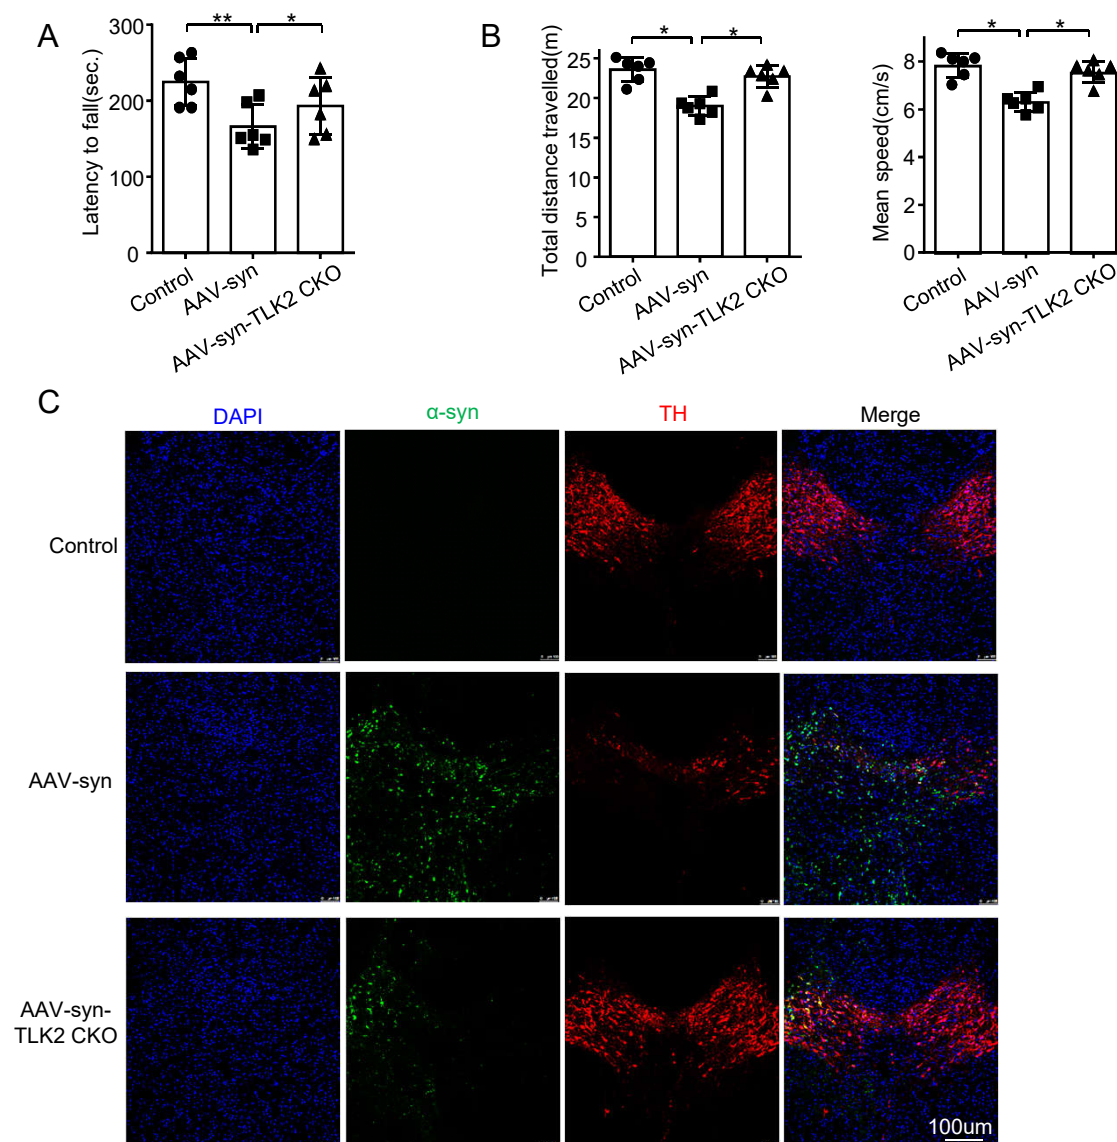 A
Latency to fall(sec.)
300
200
100
0
**
*
Control
AAV-syn
AAV-syn-TLK2 CKO
B
Total distance travelled(m)
25
20
15
10
5
0
*
*
Control
AAV-syn
AAV-syn-TLK2 CKO
Mean speed(cm/s)
8
6
4
2
0
*
*
Control
AAV-syn
AAV-syn-TLK2 CKO
C
DAPI
α-syn
TH
Merge
Control
AAV-syn
AAV-syn-
TLK2 CKO
100um